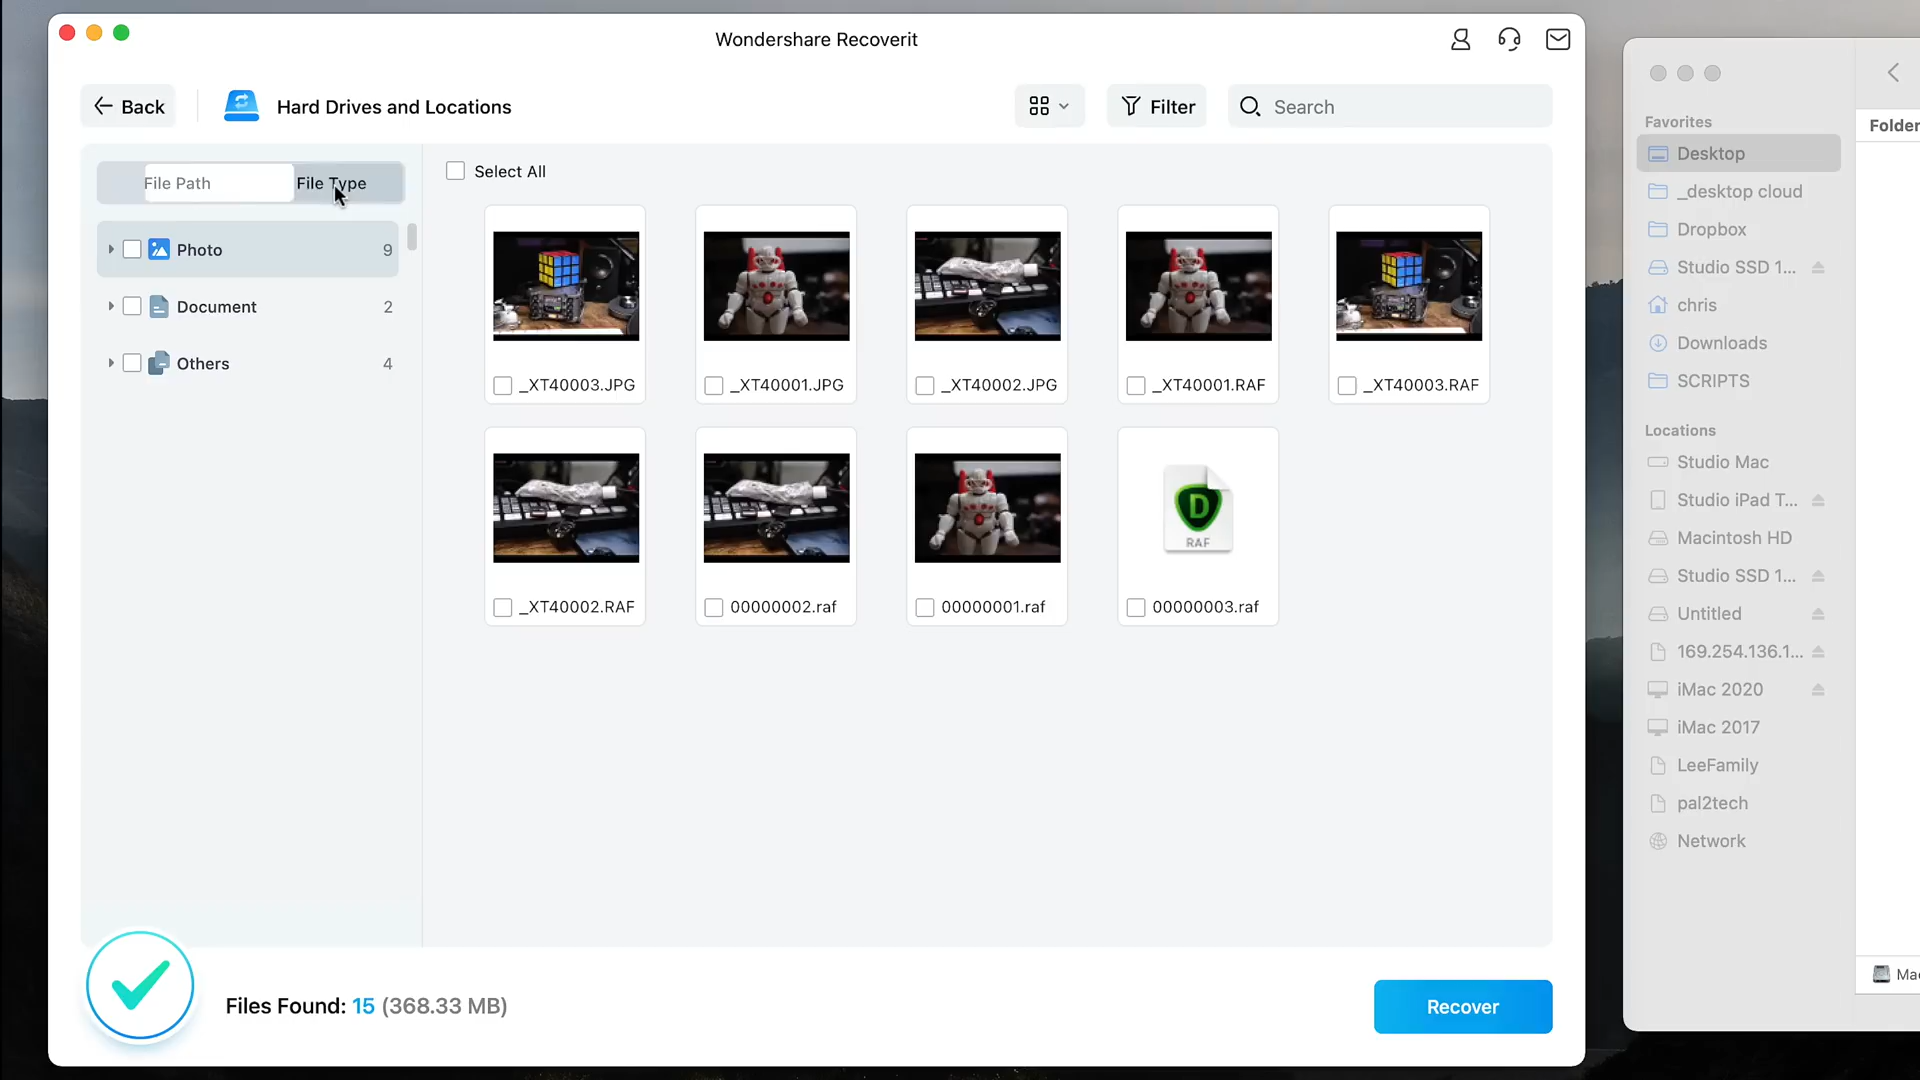 Wondershare Recoverit
Back
Hard Drives and Locations
Filter
Search
File Path
File Type
Select All
Photo 9
Document 2
Others 4
_XT40003.JPG
_XT40001.JPG
_XT40002.JPG
_XT40001.RAF
_XT40003.RAF
D
RAF
_XT40002.RAF
00000002.raf
00000001.raf
00000003.raf
Files Found: 15 (368.33 MB)
Recover
Favorites
Desktop
_desktop cloud
Dropbox
Studio SSD 1...
chris
Downloads
SCRIPTS
Locations
Studio Mac
Studio iPad T...
Macintosh HD
Studio SSD 1...
Untitled
169.254.136.1...
iMac 2020
iMac 2017
LeeFamily
pal2tech
Network
Folder
Mac